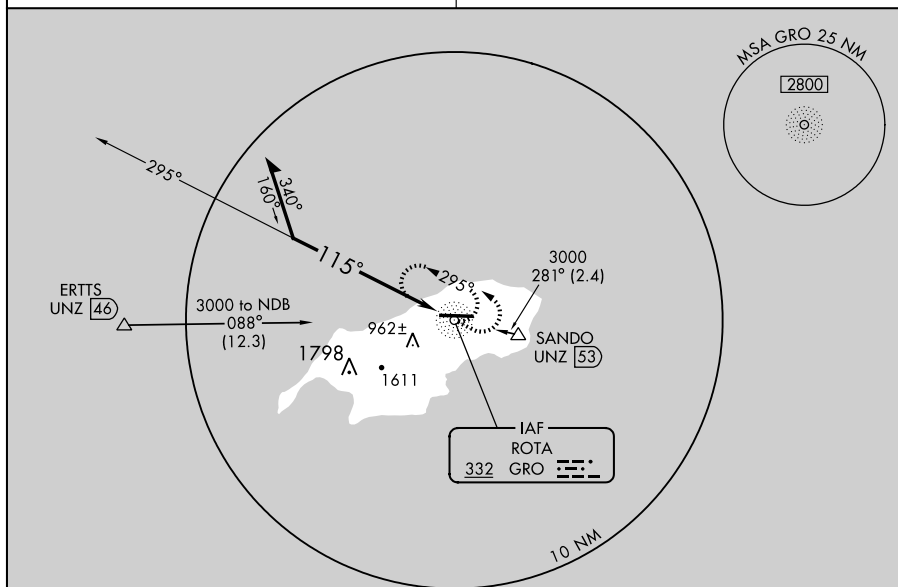 MSA GRO 25 NM
2800
295°
340°
160°
115°
295°
3000
281° (2.4)
ERTTS
UNZ 46
3000 to NDB
088°
(12.3)
SANDO
UNZ 53
962±
1798
1611
IAF
ROTA
332 GRO
10 NM